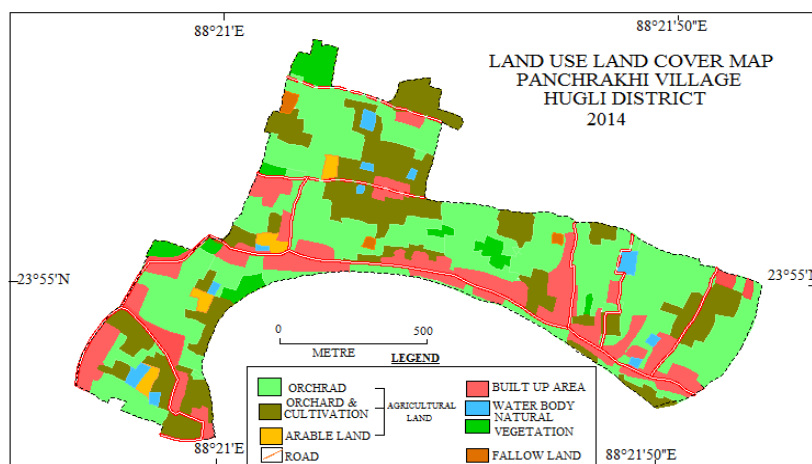 88°21'E
88°21'50"E
LAND USE LAND COVER MAP
PANCHRAKHI VILLAGE
HUGLI DISTRICT
2014
23°55'N
23°55'N
0 500
METRE
LEGEND
ORCHRAD
ORCHARD &
CULTIVATION
ARABLE LAND
ROAD
AGRICULTURAL
LAND
BUILT UP AREA
WATER BODY
NATURAL
VEGETATION
FALLOW LAND
88°21'E
88°21'50"E